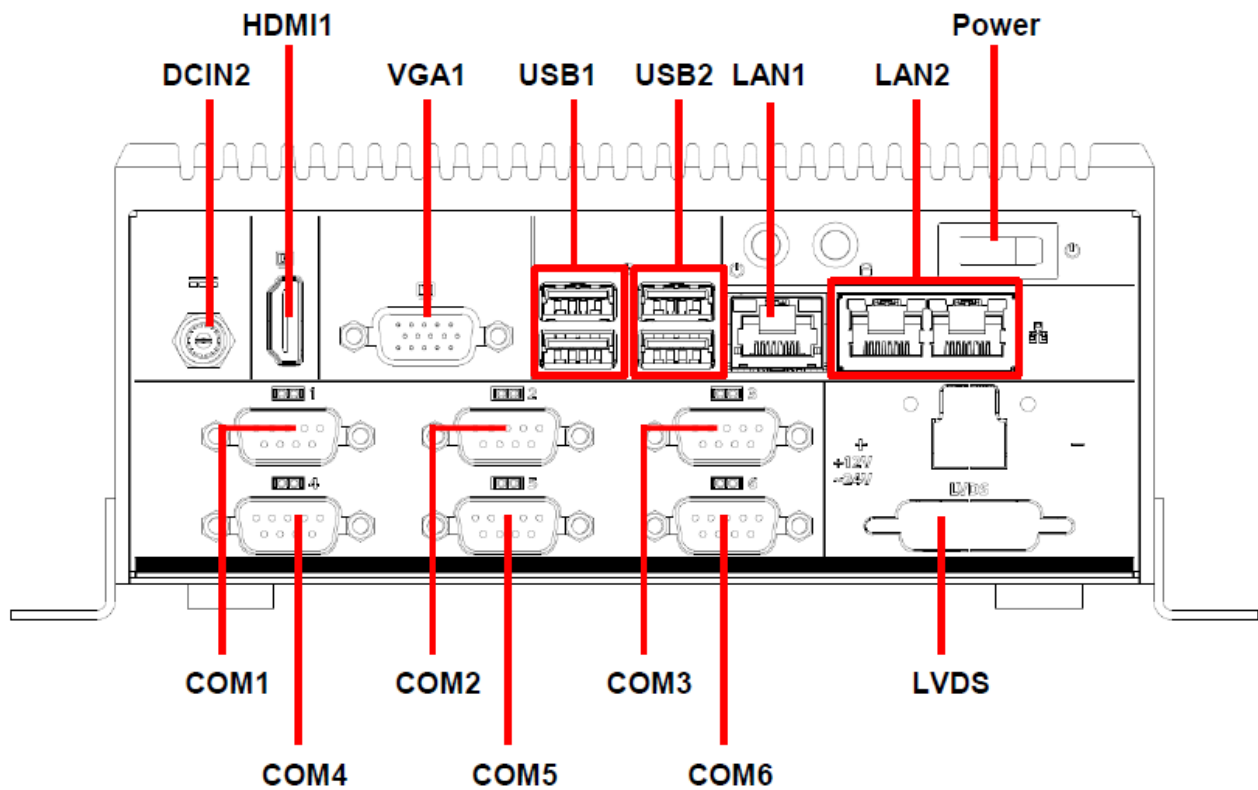 HDMI1 Power
DCIN2 VGA1 USB1 USB2 LAN1 LAN2
1 2 3
+ −
+12V
~24V
4 5 6
LVDS
COM1 COM2 COM3 LVDS
COM4 COM5 COM6